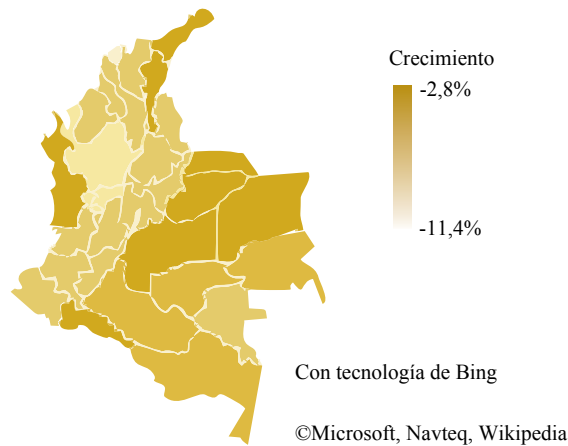 Crecimiento
-2,8%
-11,4%
Con tecnología de Bing
©Microsoft, Navteq, Wikipedia